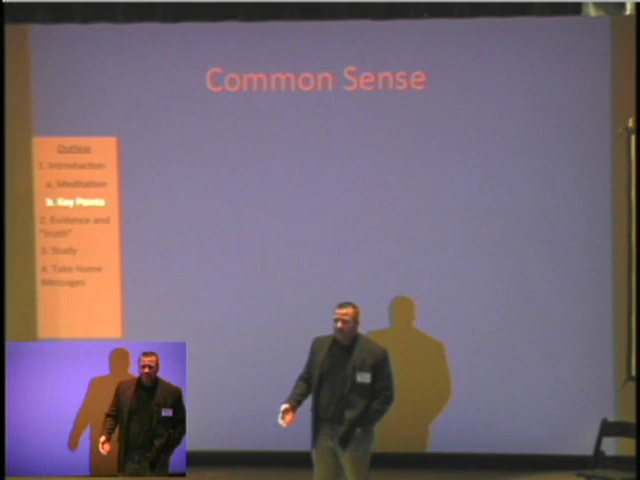 Common Sense
Outline
1. Introduction
a. Meditation
b. Key Points
2. Evidence and
"truth"
3. Study
4. Take Home
Messages